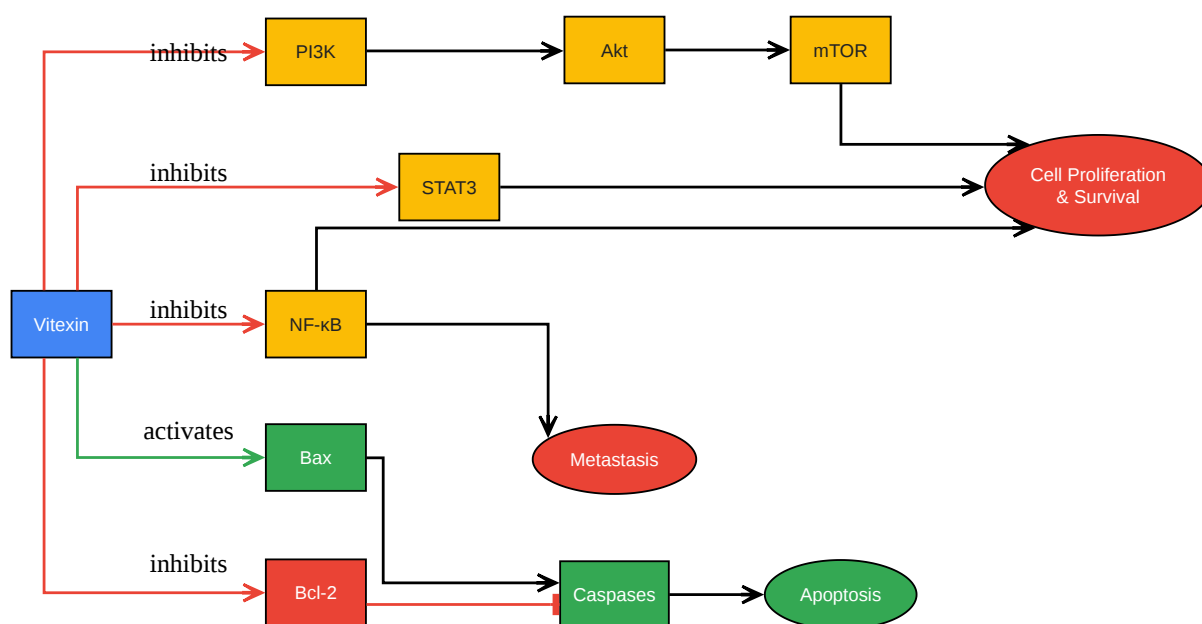 inhibits
PI3K
Akt
mTOR
inhibits
STAT3
Cell Proliferation
& Survival
Vitexin
inhibits
NF-κB
activates
Bax
Metastasis
inhibits
Bcl-2
Caspases
Apoptosis